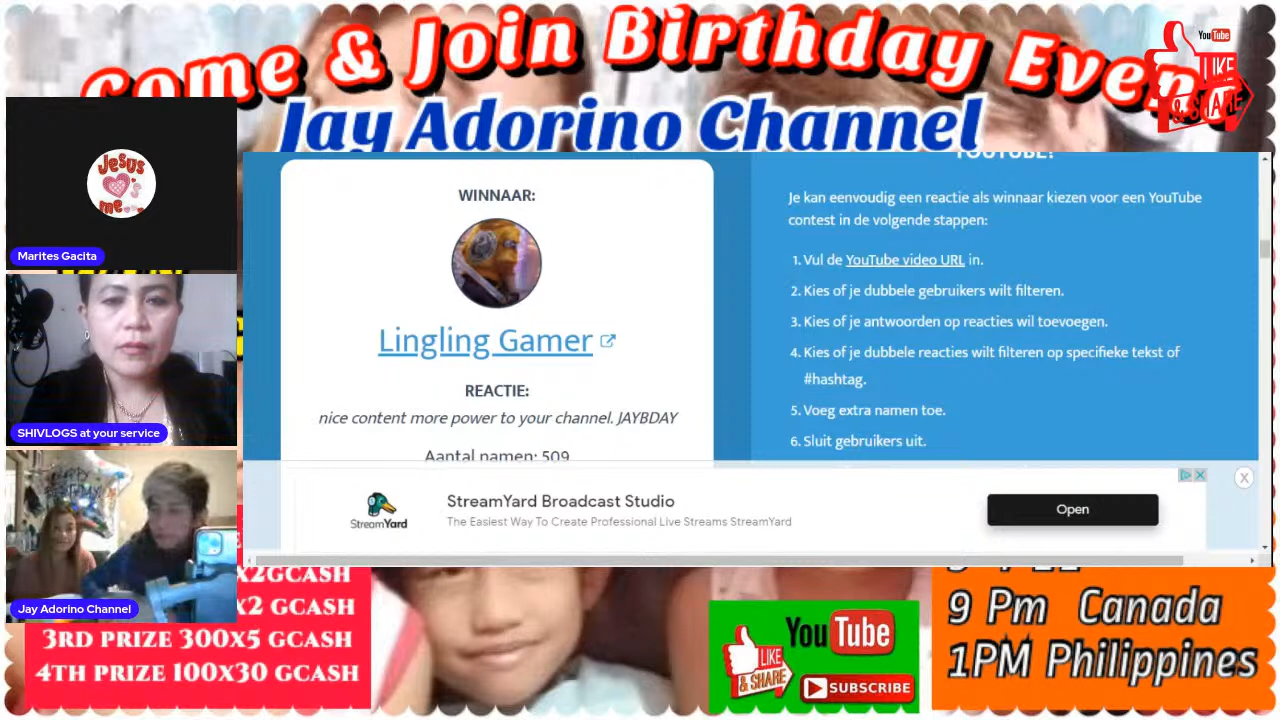 Come & Join Birthday Even
Jay Adorino Channel
YouTube
LIKE
& SHARE
Jesus
me
Marites Gacita
SHIVLOGS at your service
Jay Adorino Channel
WINNAAR:
Lingling Gamer
REACTIE:
nice content more power to your channel. JAYBDAY
Aantal namen: 509
YOUTUBE?
Je kan eenvoudig een reactie als winnaar kiezen voor een YouTube
contest in de volgende stappen:
1. Vul de YouTube video URL in.
2. Kies of je dubbele gebruikers wilt filteren.
3. Kies of je antwoorden op reacties wil toevoegen.
4. Kies of je dubbele reacties wilt filteren op specifieke tekst of
#hashtag.
5. Voeg extra namen toe.
6. Sluit gebruikers uit.
StreamYard
StreamYard Broadcast Studio
The Easiest Way To Create Professional Live Streams StreamYard
Open
X
X2GCASH
X2 GCASH
3RD PRIZE 300X5 GCASH
4TH PRIZE 100X30 GCASH
YouTube
LIKE
& SHARE
SUBSCRIBE
9 Pm Canada
1PM Philippines